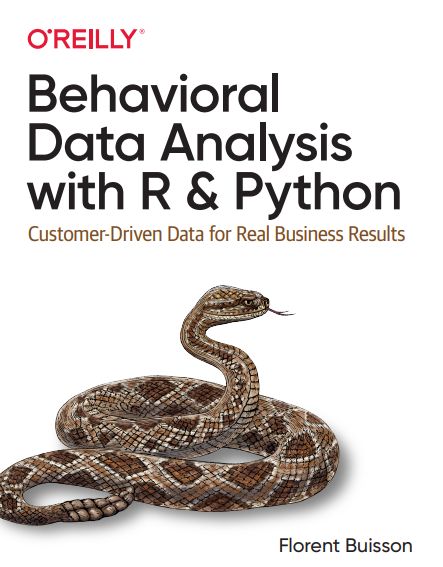 O'REILLY®
Behavioral
Data Analysis
with R & Python
Customer-Driven Data for Real Business Results
Florent Buisson